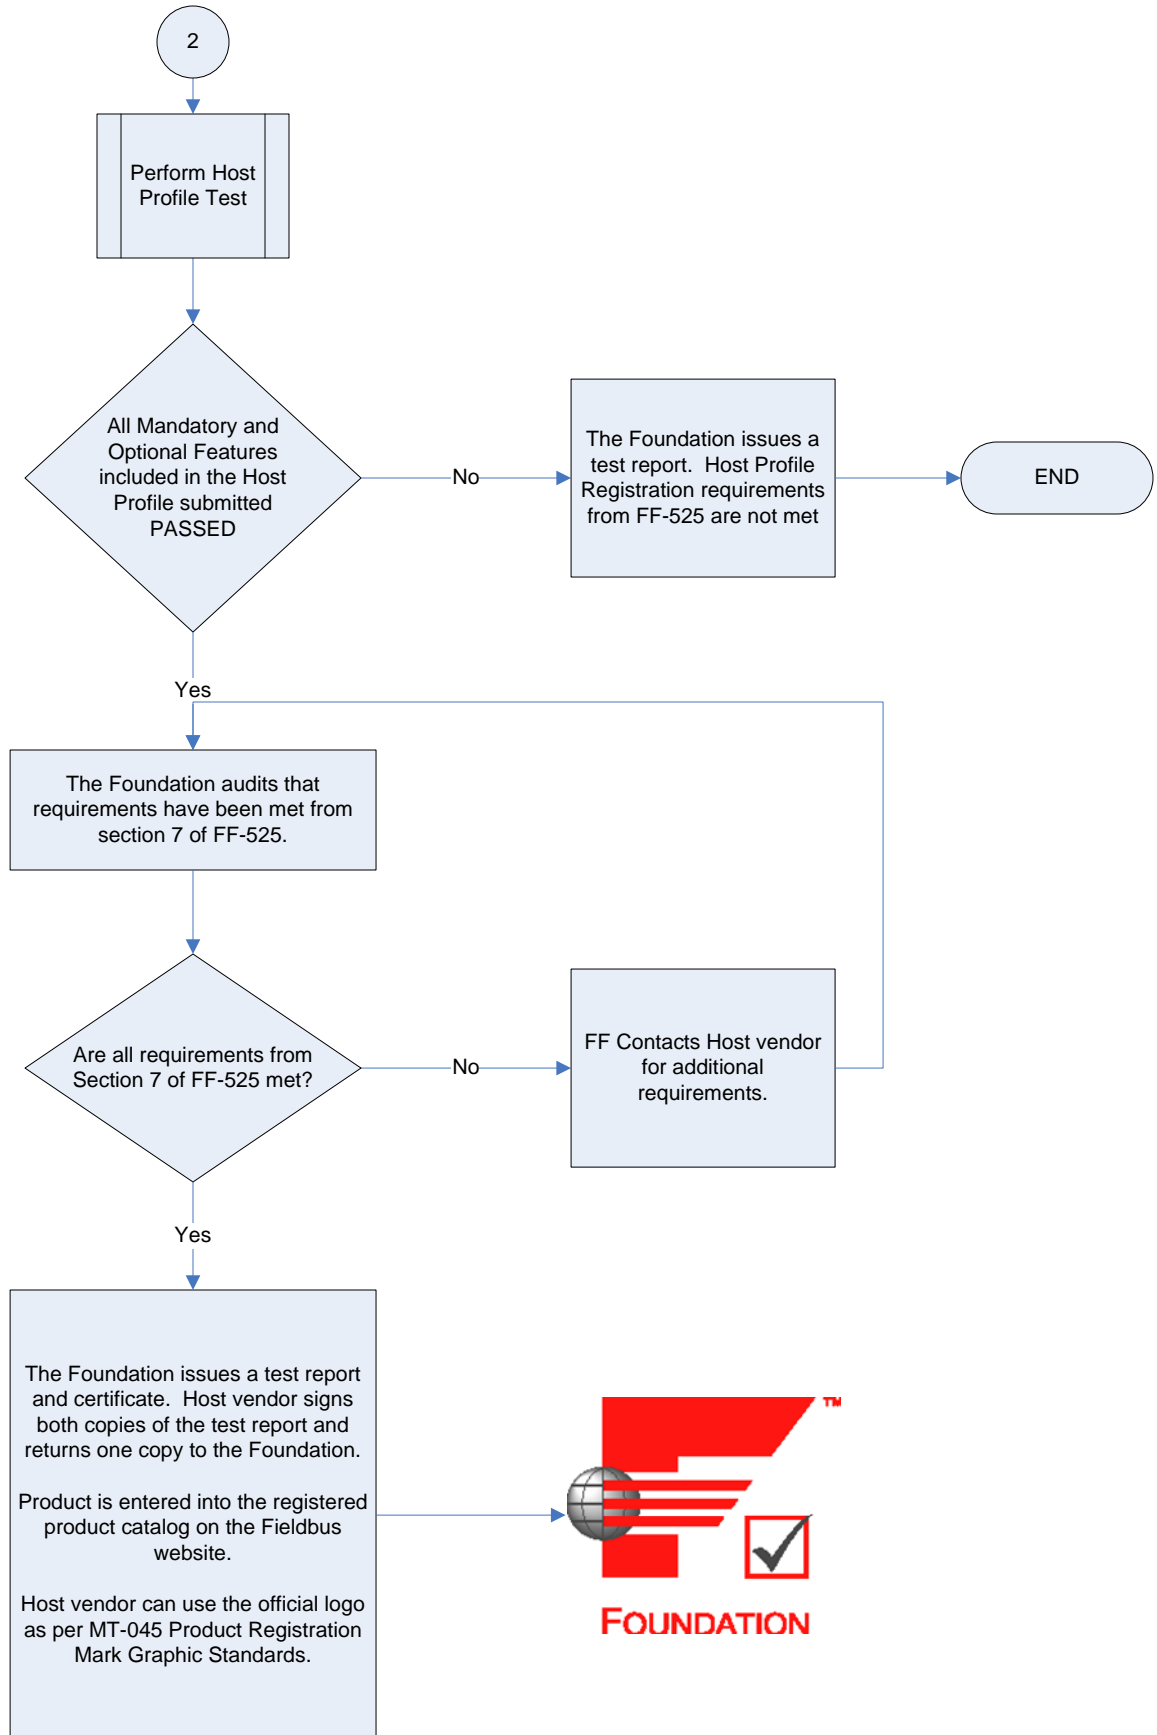 2
Perform Host
Profile Test
All Mandatory and
Optional Features
included in the Host
Profile submitted
PASSED
No
The Foundation issues a
test report.  Host Profile
Registration requirements
from FF-525 are not met
END
Yes
The Foundation audits that
requirements have been met from
section 7 of FF-525.
Are all requirements from
Section 7 of FF-525 met?
No
FF Contacts Host vendor
for additional
requirements.
Yes
The Foundation issues a test report
and certificate.  Host vendor signs
both copies of the test report and
returns one copy to the Foundation.
Product is entered into the registered
product catalog on the Fieldbus
website.
Host vendor can use the official logo
as per MT-045 Product Registration
Mark Graphic Standards.
TM
FOUNDATION